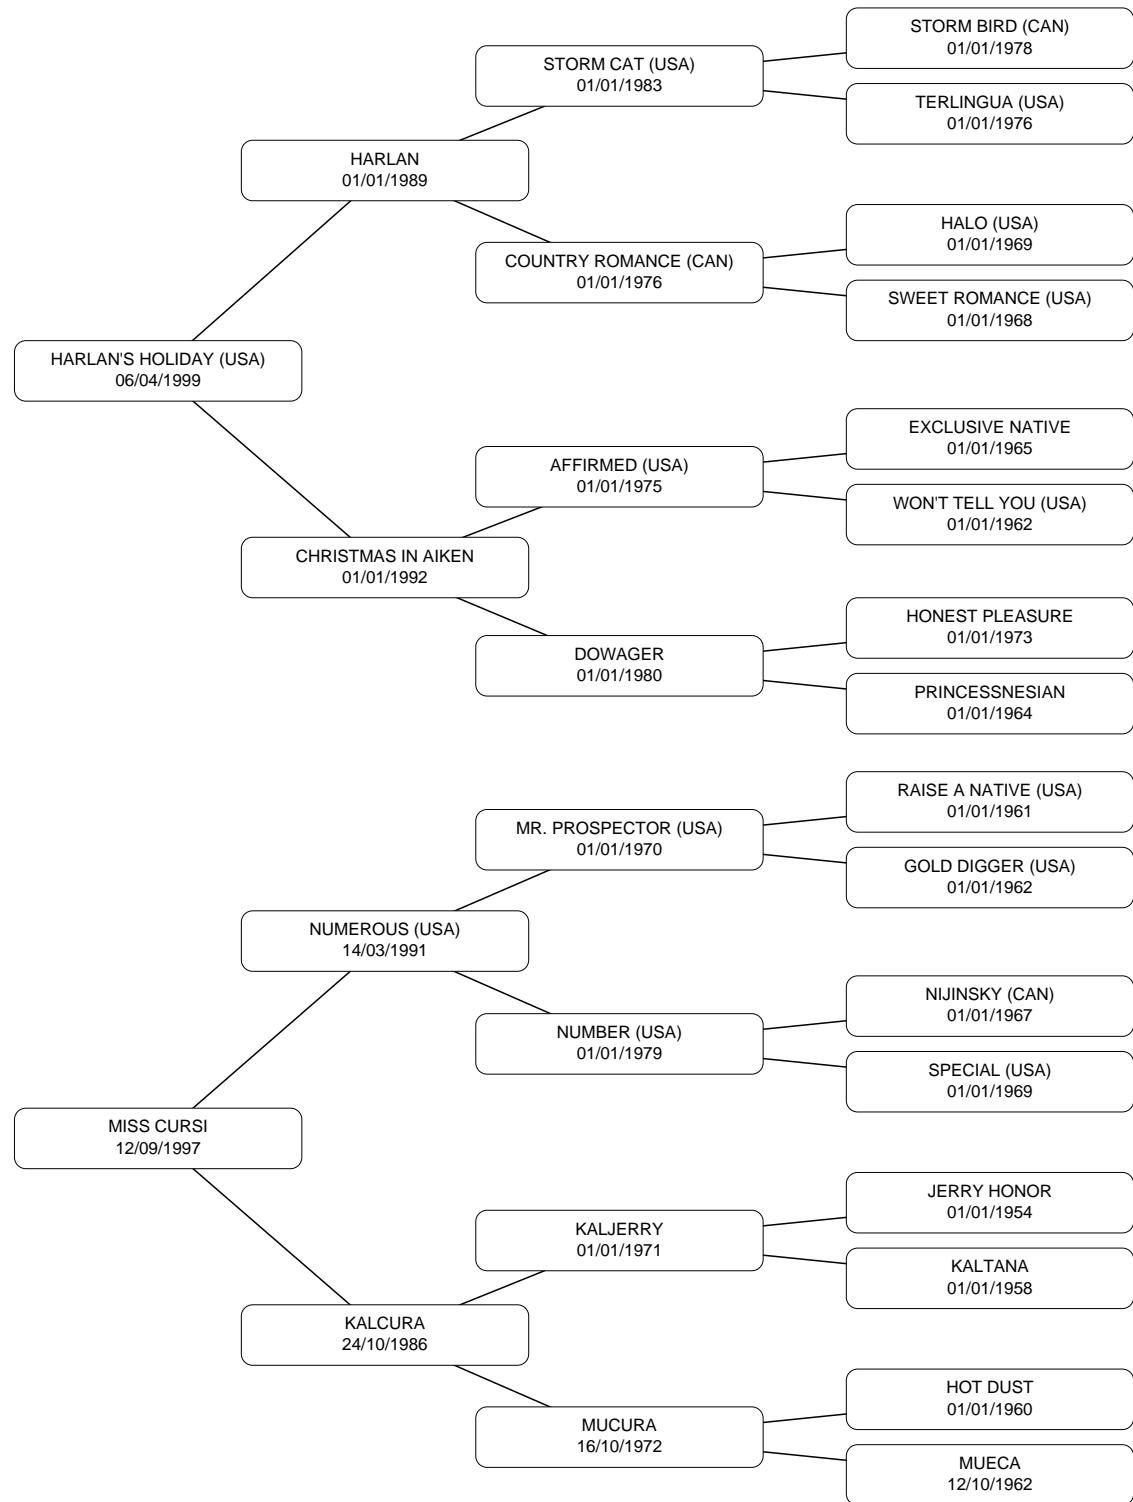 STORM BIRD (CAN)
01/01/1978
STORM CAT (USA)
01/01/1983
TERLINGUA (USA)
01/01/1976
HARLAN
01/01/1989
HALO (USA)
01/01/1969
COUNTRY ROMANCE (CAN)
01/01/1976
SWEET ROMANCE (USA)
01/01/1968
HARLAN'S HOLIDAY (USA)
06/04/1999
EXCLUSIVE NATIVE
01/01/1965
AFFIRMED (USA)
01/01/1975
WON'T TELL YOU (USA)
01/01/1962
CHRISTMAS IN AIKEN
01/01/1992
HONEST PLEASURE
01/01/1973
DOWAGER
01/01/1980
PRINCESSNESIAN
01/01/1964
RAISE A NATIVE (USA)
01/01/1961
MR. PROSPECTOR (USA)
01/01/1970
GOLD DIGGER (USA)
01/01/1962
NUMEROUS (USA)
14/03/1991
NIJINSKY (CAN)
01/01/1967
NUMBER (USA)
01/01/1979
SPECIAL (USA)
01/01/1969
MISS CURSI
12/09/1997
JERRY HONOR
01/01/1954
KALJERRY
01/01/1971
KALTANA
01/01/1958
KALCURA
24/10/1986
HOT DUST
01/01/1960
MUCURA
16/10/1972
MUECA
12/10/1962